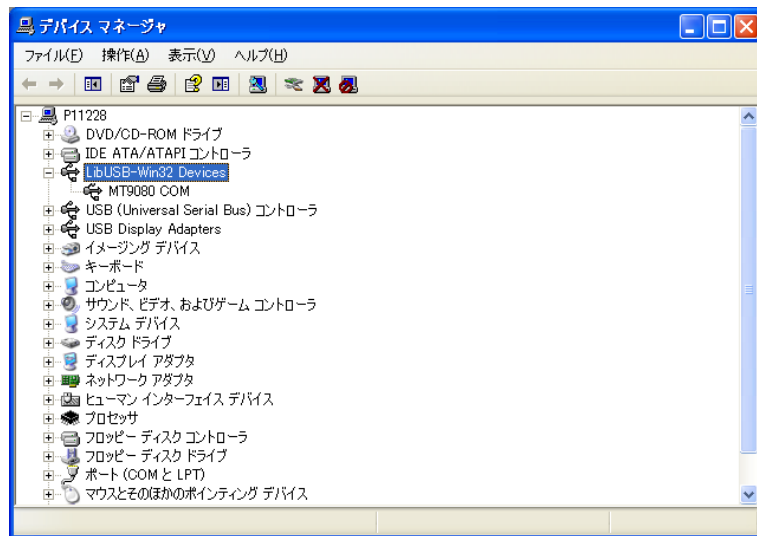 デバイス マネージャ
ファイル(F) 操作(A) 表示(V) ヘルプ(H)
P11228
DVD/CD-ROM ドライブ
IDE ATA/ATAPI コントローラ
LibUSB-Win32 Devices
MT9080 COM
USB (Universal Serial Bus) コントローラ
USB Display Adapters
イメージング デバイス
キーボード
コンピュータ
サウンド、ビデオ、およびゲーム コントローラ
システム デバイス
ディスク ドライブ
ディスプレイ アダプタ
ネットワーク アダプタ
ヒューマン インターフェイス デバイス
プロセッサ
フロッピー ディスク コントローラ
フロッピー ディスク ドライブ
ポート (COM と LPT)
マウスとそのほかのポインティング デバイス